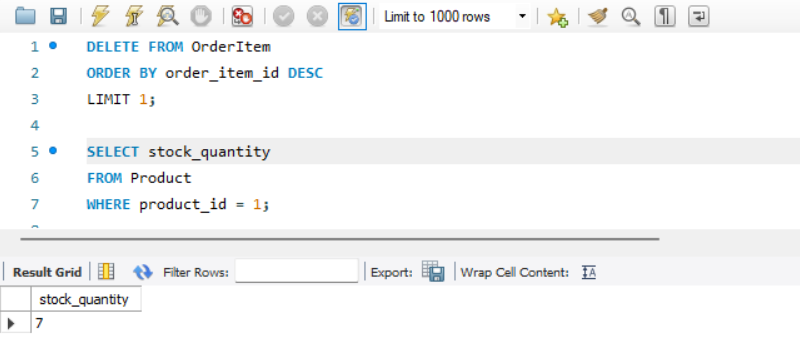 Limit to 1000 rows
1 DELETE FROM OrderItem
2 ORDER BY order_item_id DESC
3 LIMIT 1;
4
5 SELECT stock_quantity
6 FROM Product
7 WHERE product_id = 1;
Result Grid Filter Rows: Export: Wrap Cell Content: IA
stock_quantity
7